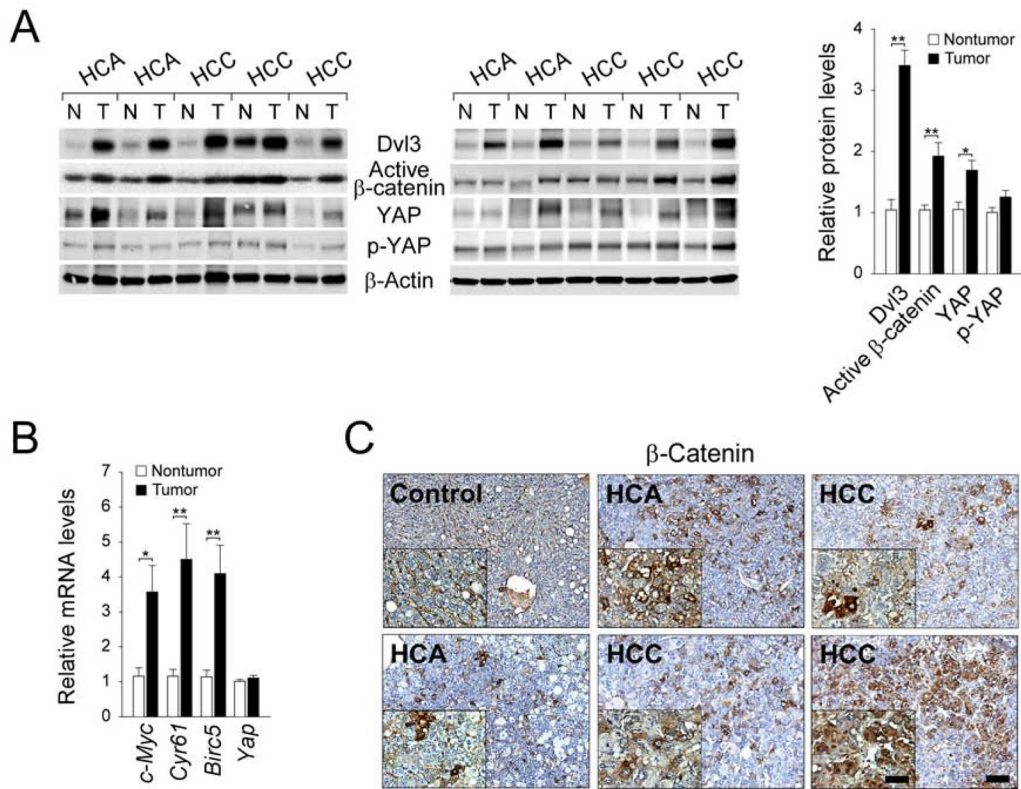 A
HCA HCA HCC HCC HCC
N T N T N T N T N T
HCA HCA HCC HCC HCC
N T N T N T N T N T
Dvl3
Active
β-catenin
YAP
p-YAP
β-Actin
Relative protein levels
4
3
2
1
0
Nontumor
Tumor
**
**
*
Dvl3
Active β-catenin
YAP
p-YAP
B
Relative mRNA levels
7
6
5
4
3
2
1
0
Nontumor
Tumor
*
**
**
c-Myc
Cyr61
Birc5
Yap
C
β-Catenin
Control
HCA
HCC
HCA
HCC
HCC